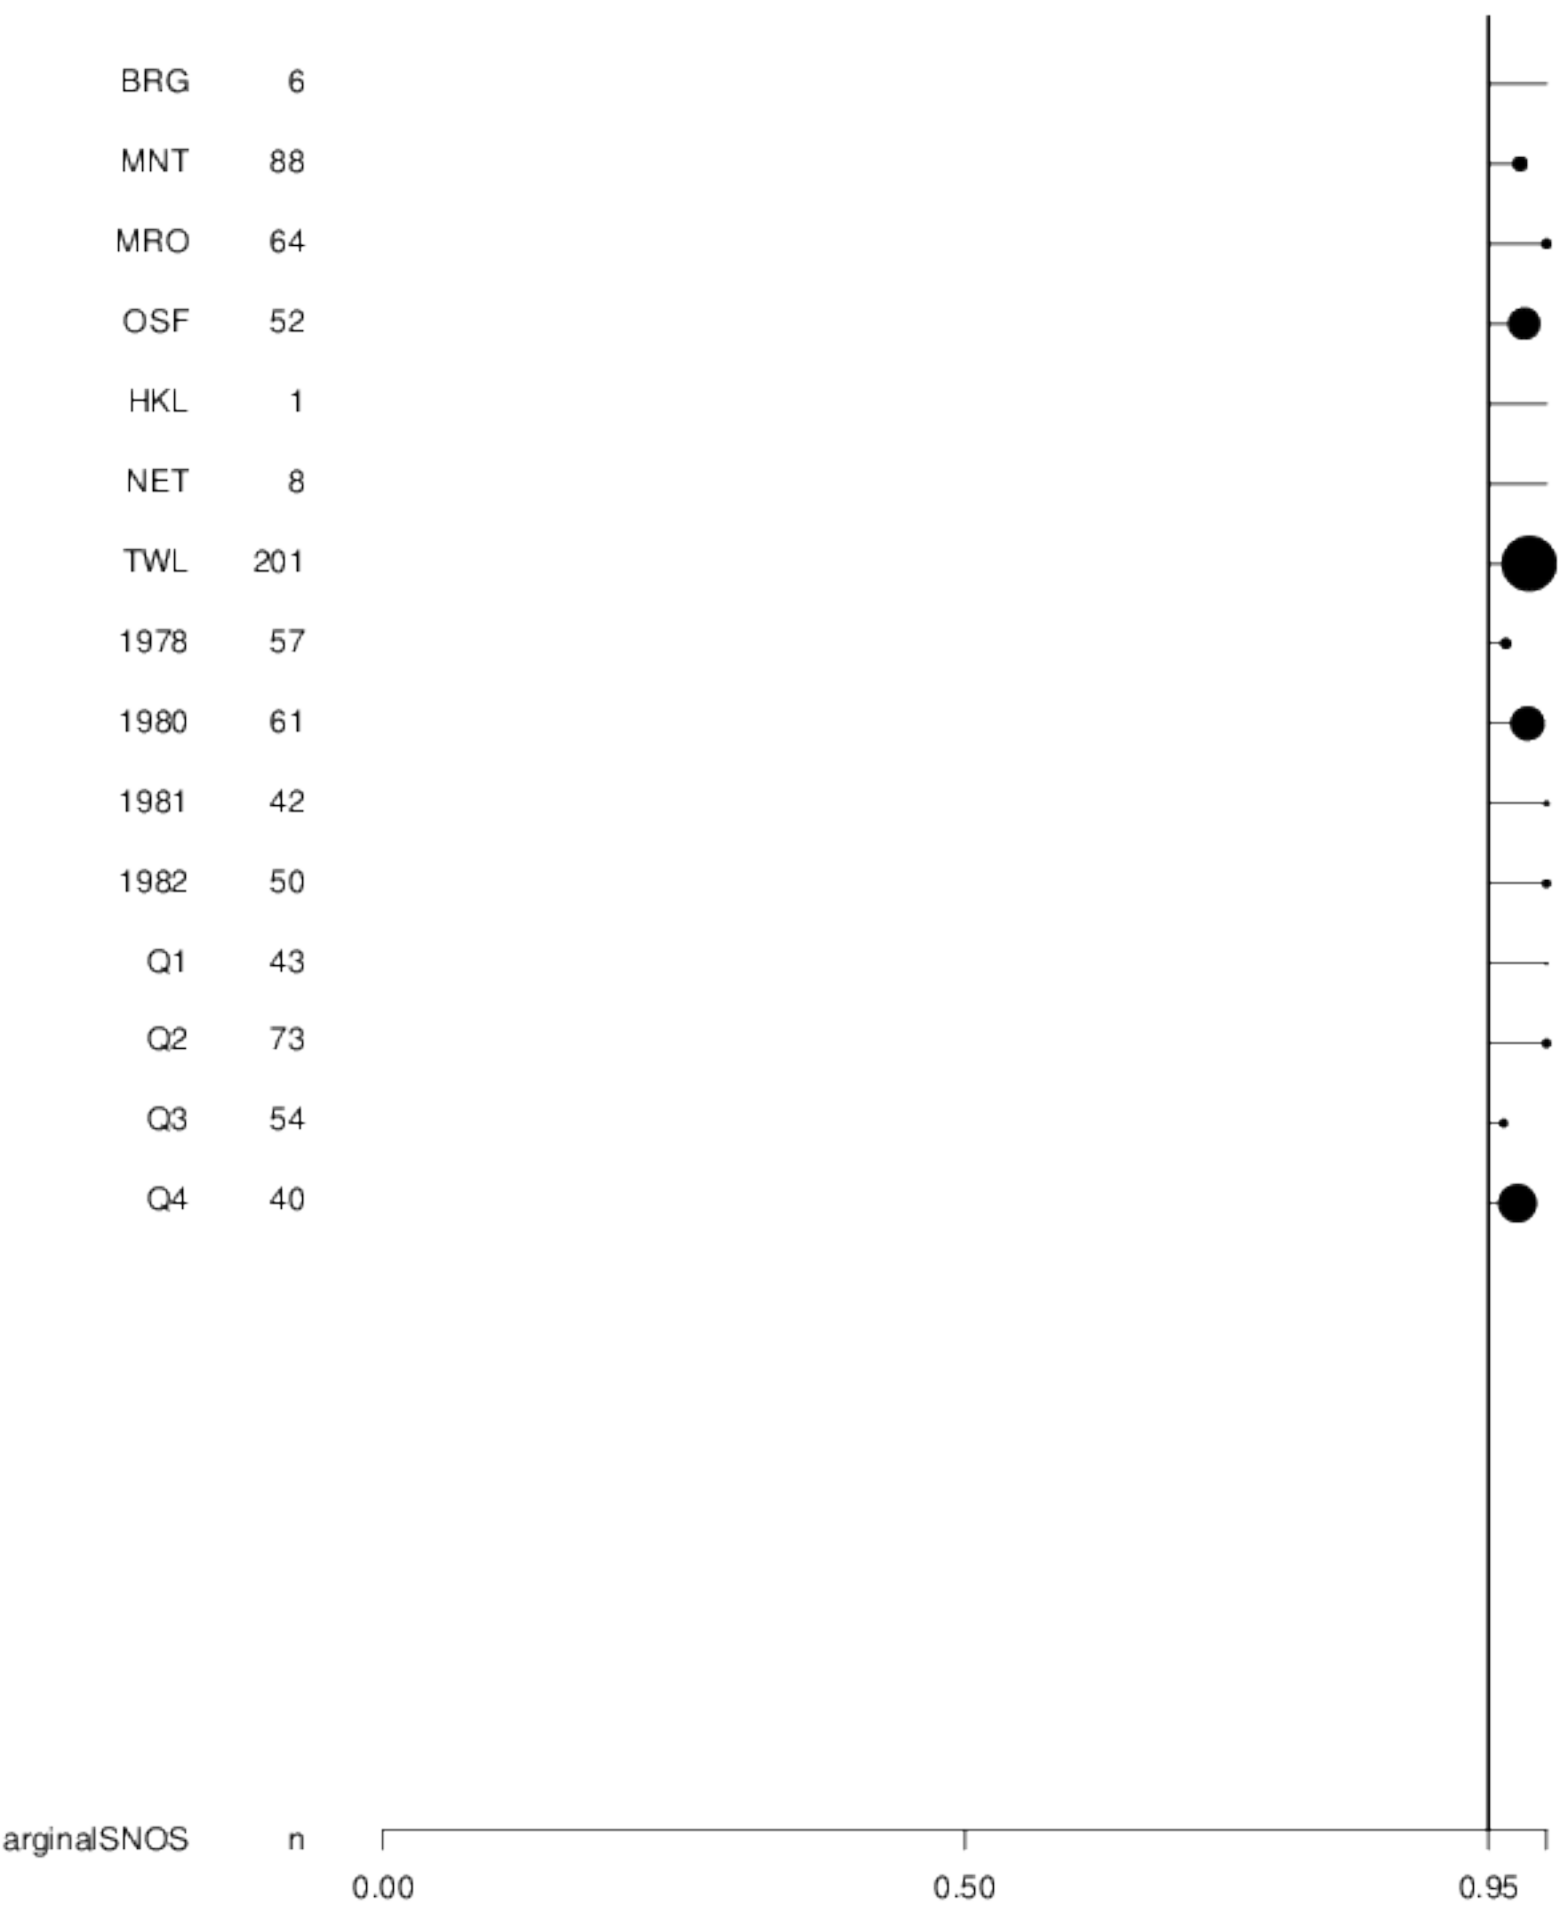 BRG 6
MNT 88
MRO 64
OSF 52
HKL 1
NET 8
TWL 201
1978 57
1980 61
1981 42
1982 50
Q1 43
Q2 73
Q3 54
Q4 40
arginalSNOS n
0.00 0.50 0.95